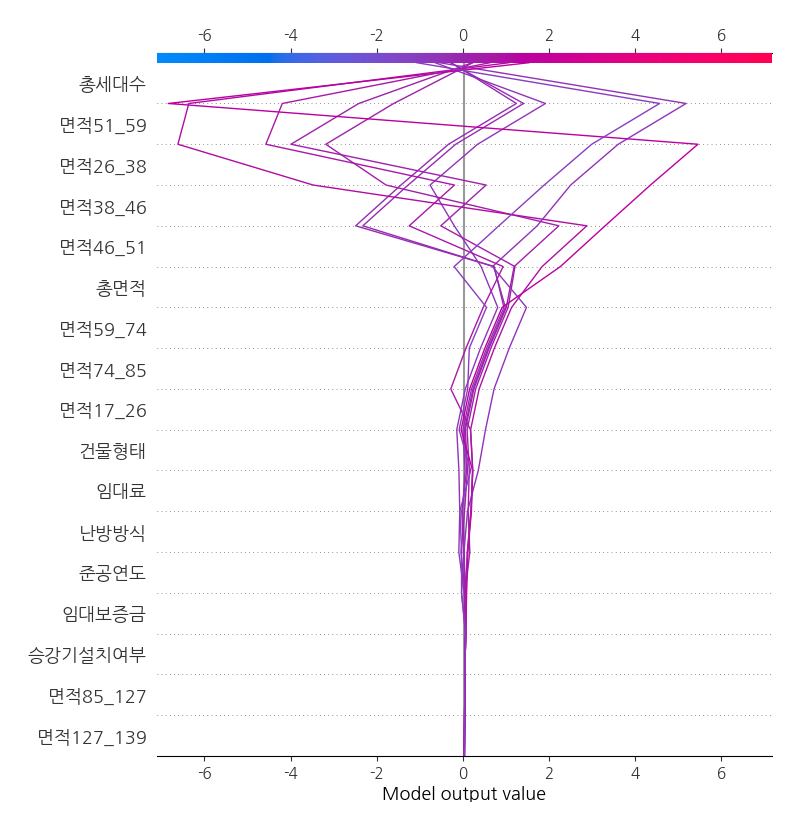 -6 -4 -2 0 2 4 6
총세대수
면적51_59
면적26_38
면적38_46
면적46_51
총면적
면적59_74
면적74_85
면적17_26
건물형태
임대료
난방방식
준공연도
임대보증금
승강기설치여부
면적85_127
면적127_139
-6 -4 -2 0 2 4 6
Model output value